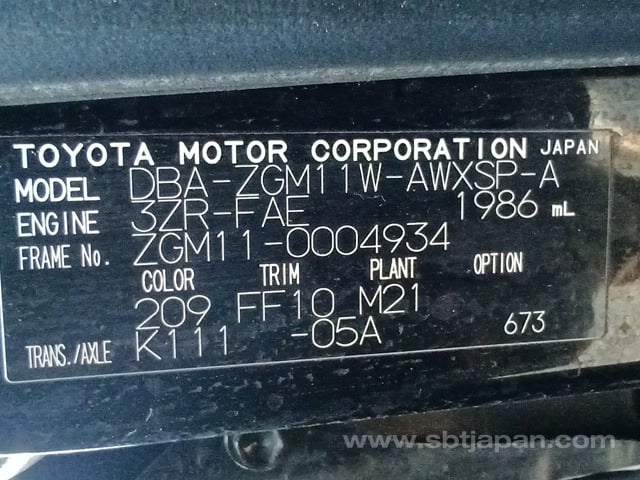 TOYOTA MOTOR CORPORATION JAPAN
MODEL DBA-ZGM11W-AWXSP-A
ENGINE 3ZR-FAE 1986 mL
FRAME No. ZGM11-0004934
COLOR TRIM PLANT OPTION
209 FF10 M21
TRANS./AXLE K111 -05A 673
www.sbtjapan.com